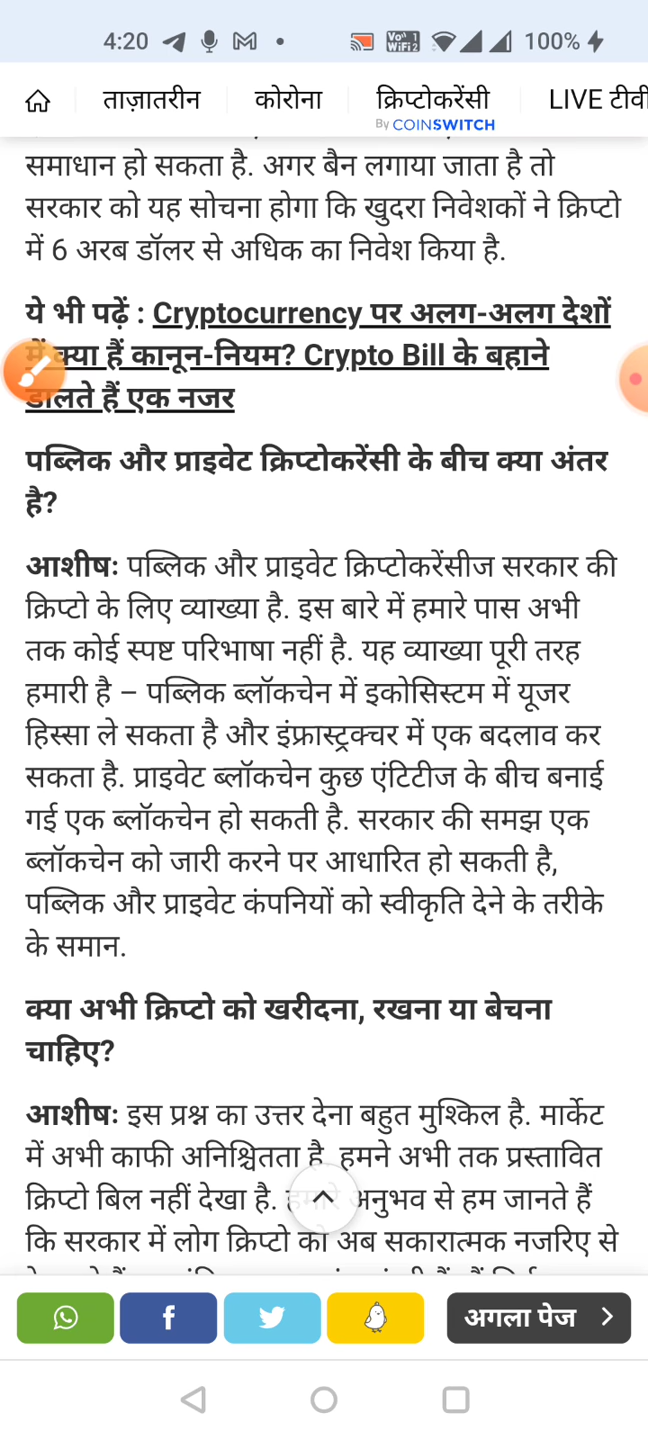 4:20
Vo 1 WiFi2
100%
ताज़ातरीन
कोरोना
क्रिप्टोकरेंसी
LIVE टीवी
By COINSWITCH
समाधान हो सकता है. अगर बैन लगाया जाता है तो
सरकार को यह सोचना होगा कि खुदरा निवेशकों ने क्रिप्टो
में 6 अरब डॉलर से अधिक का निवेश किया है.
ये भी पढ़ें : Cryptocurrency पर अलग-अलग देशों
में क्या हैं कानून-नियम? Crypto Bill के बहाने
डालते हैं एक नजर
पब्लिक और प्राइवेट क्रिप्टोकरेंसी के बीच क्या अंतर
है?
आशीष: पब्लिक और प्राइवेट क्रिप्टोकरेंसीज सरकार की
क्रिप्टो के लिए व्याख्या है. इस बारे में हमारे पास अभी
तक कोई स्पष्ट परिभाषा नहीं है. यह व्याख्या पूरी तरह
हमारी है – पब्लिक ब्लॉकचेन में इकोसिस्टम में यूजर
हिस्सा ले सकता है और इंफ्रास्ट्रक्चर में एक बदलाव कर
सकता है. प्राइवेट ब्लॉकचेन कुछ एंटिटीज के बीच बनाई
गई एक ब्लॉकचेन हो सकती है. सरकार की समझ एक
ब्लॉकचेन को जारी करने पर आधारित हो सकती है,
पब्लिक और प्राइवेट कंपनियों को स्वीकृति देने के तरीके
के समान.
क्या अभी क्रिप्टो को खरीदना, रखना या बेचना
चाहिए?
आशीष: इस प्रश्न का उत्तर देना बहुत मुश्किल है. मार्केट
में अभी काफी अनिश्चितता है. हमने अभी तक प्रस्तावित
क्रिप्टो बिल नहीं देखा है. हमारे अनुभव से हम जानते हैं
कि सरकार में लोग क्रिप्टो को अब सकारात्मक नजरिए से
अगला पेज